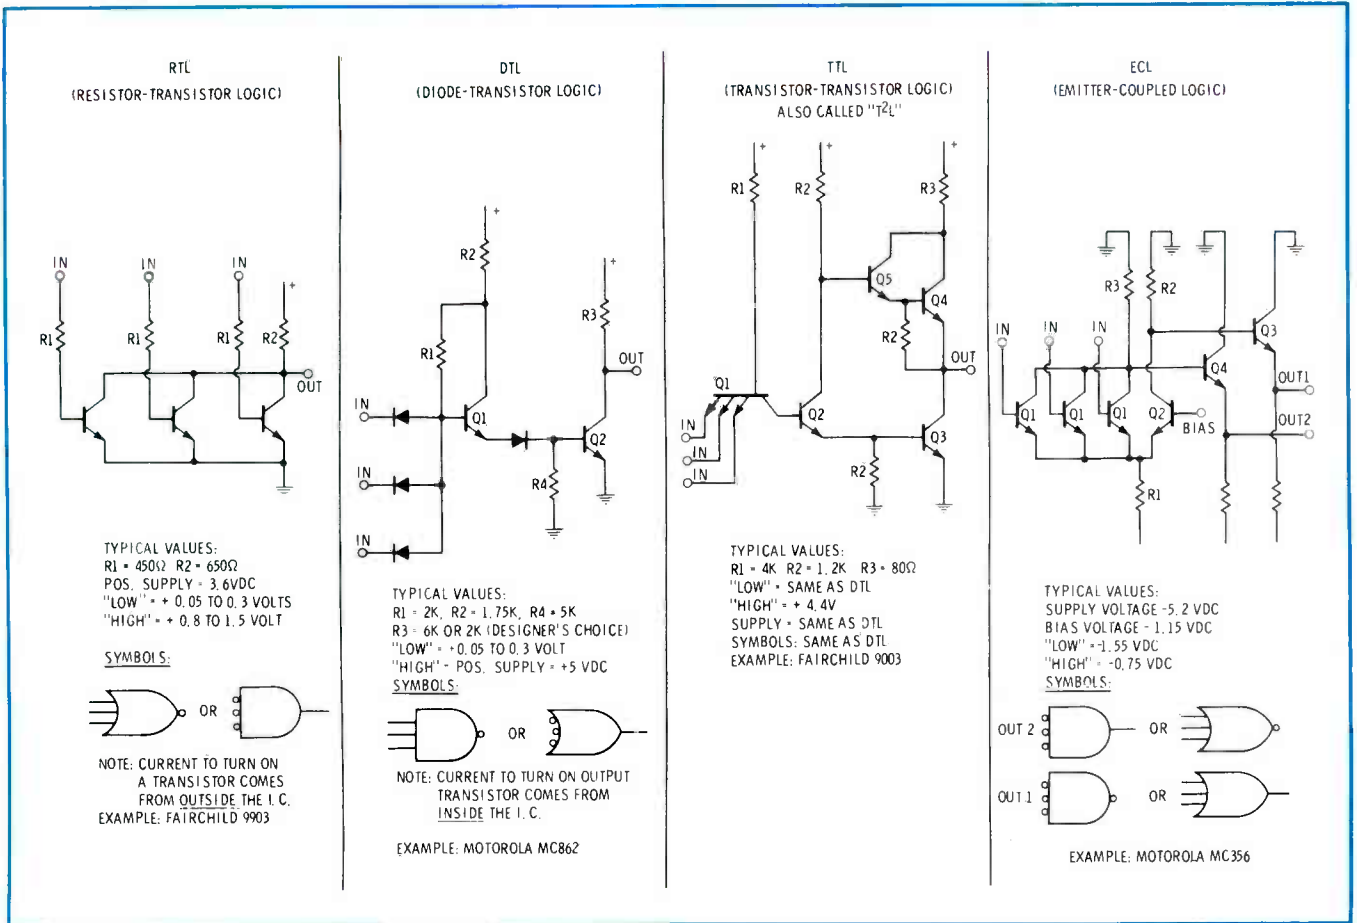 RTL
(RESISTOR-TRANSISTOR LOGIC)
IN
IN
IN
+
R1
R1
R1
R2
OUT
TYPICAL VALUES:
R1 = 450Ω R2 = 650Ω
POS. SUPPLY = 3.6VDC
"LOW" = + 0.05 TO 0.3 VOLTS
"HIGH" = + 0.8 TO 1.5 VOLT
SYMBOLS:
OR
NOTE: CURRENT TO TURN ON
A TRANSISTOR COMES
FROM OUTSIDE THE I.C.
EXAMPLE: FAIRCHILD 9903
DTL
(DIODE-TRANSISTOR LOGIC)
+
R2
+
R3
R1
OUT
IN
Q1
Q2
IN
R4
IN
TYPICAL VALUES:
R1 = 2K, R2 = 1.75K, R4 = 5K
R3 = 6K OR 2K (DESIGNER'S CHOICE)
"LOW" = +0.05 TO 0.3 VOLT
"HIGH" - POS. SUPPLY = +5 VDC
SYMBOLS:
OR
NOTE: CURRENT TO TURN ON OUTPUT
TRANSISTOR COMES FROM
INSIDE THE I.C.
EXAMPLE: MOTOROLA MC862
TTL
(TRANSISTOR-TRANSISTOR LOGIC)
ALSO CALLED "T²L"
+
+
+
R1
R2
R3
Q5
Q4
R2
OUT
Q1
Q2
Q3
IN
IN
IN
R2
TYPICAL VALUES:
R1 = 4K R2 = 1.2K R3 = 80Ω
"LOW" = SAME AS DTL
"HIGH" = + 4.4V
SUPPLY = SAME AS DTL
SYMBOLS: SAME AS DTL
EXAMPLE: FAIRCHILD 9003
ECL
(EMITTER-COUPLED LOGIC)
R3
R2
IN
IN
IN
Q3
Q4
OUT1
Q1
Q1
Q1
Q2
BIAS
OUT2
R1
TYPICAL VALUES:
SUPPLY VOLTAGE -5.2 VDC
BIAS VOLTAGE -1.15 VDC
"LOW" = -1.55 VDC
"HIGH" = -0.75 VDC
SYMBOLS:
OUT 2
OR
OUT 1
OR
EXAMPLE: MOTOROLA MC356